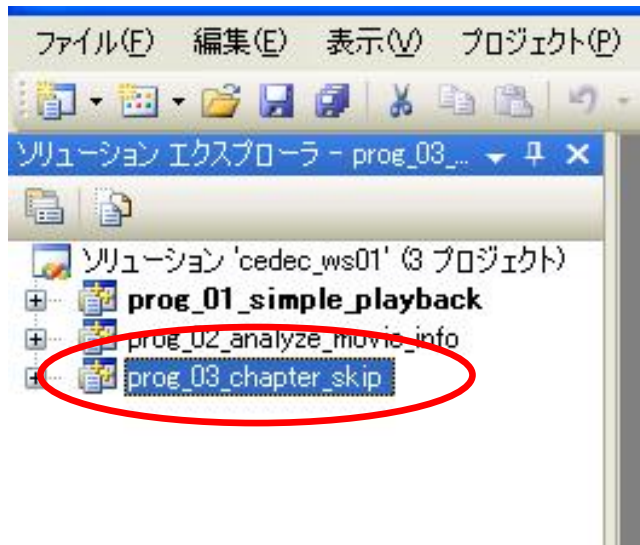 ファイル(F) 編集(E) 表示(V) プロジェクト(P)
ソリューション エクスプローラ - prog_03_...
ソリューション 'cedec_ws01' (3 プロジェクト)
prog_01_simple_playback
prog_02_analyze_movie_info
prog_03_chapter_skip